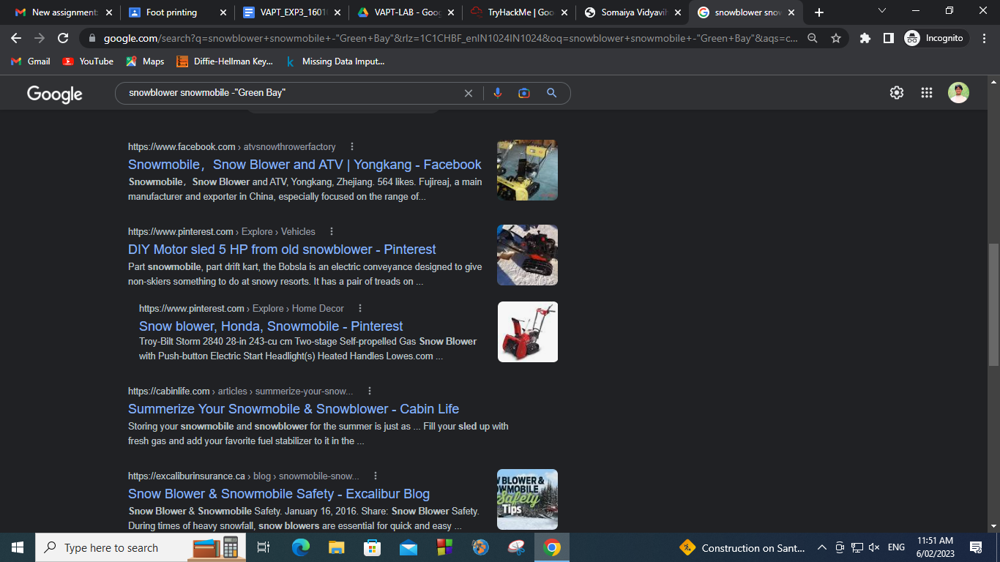 New assignment:
Foot printing
VAPT_EXP3_1601
VAPT-LAB - Goog
TryHackMe | Goo
Somaiya Vidyavih
snowblower snow
google.com/search?q=snowblower+snowmobile+-"Green+Bay"&rlz=1C1CHBF_enIN1024IN1024&oq=snowblower+snowmobile+-"Green+Bay"&aqs=c...
Incognito
Gmail
YouTube
Maps
Diffie-Hellman Key...
Missing Data Imput...
Google
snowblower snowmobile -"Green Bay"
https://www.facebook.com › atvsnowthrowerfactory
Snowmobile，Snow Blower and ATV | Yongkang - Facebook
Snowmobile，Snow Blower and ATV, Yongkang, Zhejiang. 564 likes. Fujireaj, a main
manufacturer and exporter in China, especially focused on the range of...
https://www.pinterest.com › Explore › Vehicles
DIY Motor sled 5 HP from old snowblower - Pinterest
Part snowmobile, part drift kart, the Bobsla is an electric conveyance designed to give
non-skiers something to do at snowy resorts. It has a pair of treads on ...
https://www.pinterest.com › Explore › Home Decor
Snow blower, Honda, Snowmobile - Pinterest
Troy-Bilt Storm 2840 28-in 243-cu cm Two-stage Self-propelled Gas Snow Blower
with Push-button Electric Start Headlight(s) Heated Handles Lowes.com ...
https://cabinlife.com › articles › summerize-your-snow...
Summerize Your Snowmobile & Snowblower - Cabin Life
Storing your snowmobile and snowblower for the summer is just as ... Fill your sled up with
fresh gas and add your favorite fuel stabilizer to it in the ...
https://excaliburinsurance.ca › blog › snowmobile-snow...
Snow Blower & Snowmobile Safety - Excalibur Blog
Snow Blower & Snowmobile Safety. January 16, 2016. Share: Snow Blower Safety.
During times of heavy snowfall, snow blowers are essential for quick and easy ...
W BLOWER &
OWMOBILE
Safety
Tips
Type here to search
Construction on Sant...
ENG
11:51 AM
6/02/2023